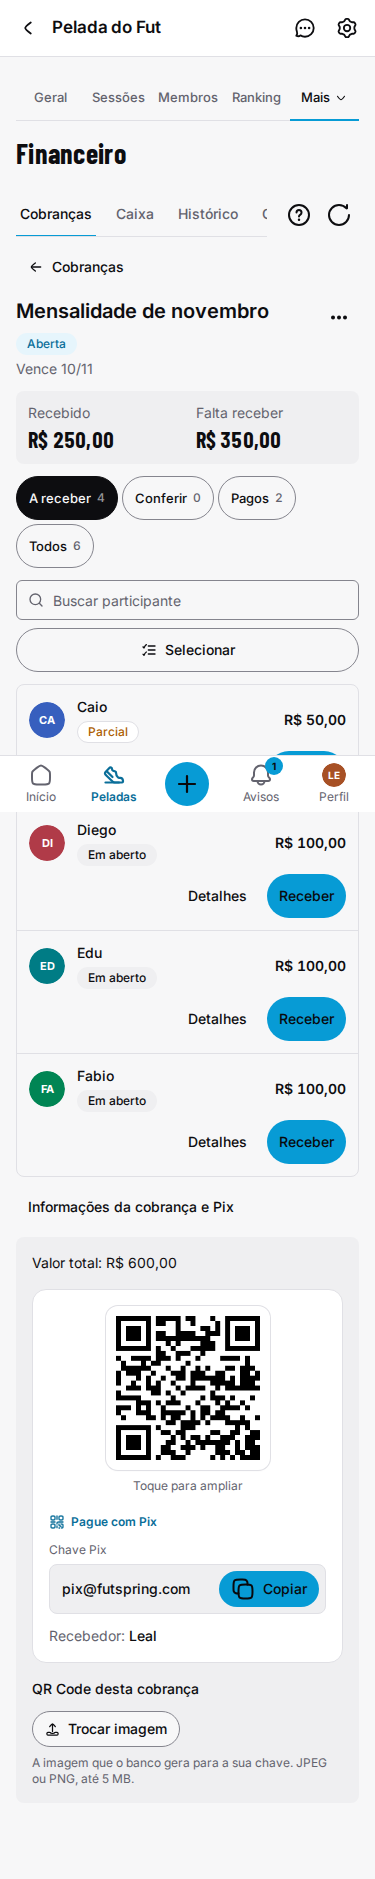 Pelada do Fut
Geral Sessões Membros Ranking Mais
Financeiro
Cobranças Caixa Histórico
Cobranças
Mensalidade de novembro
Aberta
Vence 10/11
Recebido Falta receber
R$ 250,00 R$ 350,00
A receber 4 Conferir 0 Pagos 2
Todos 6
Buscar participante
Selecionar
CA Caio R$ 50,00
Parcial
1
Início Peladas Avisos LE Perfil
DI Diego R$ 100,00
Em aberto
Detalhes Receber
ED Edu R$ 100,00
Em aberto
Detalhes Receber
FA Fabio R$ 100,00
Em aberto
Detalhes Receber
Informações da cobrança e Pix
Valor total: R$ 600,00
Toque para ampliar
Pague com Pix
Chave Pix
pix@futspring.com Copiar
Recebedor: Leal
QR Code desta cobrança
Trocar imagem
A imagem que o banco gera para a sua chave. JPEG
ou PNG, até 5 MB.